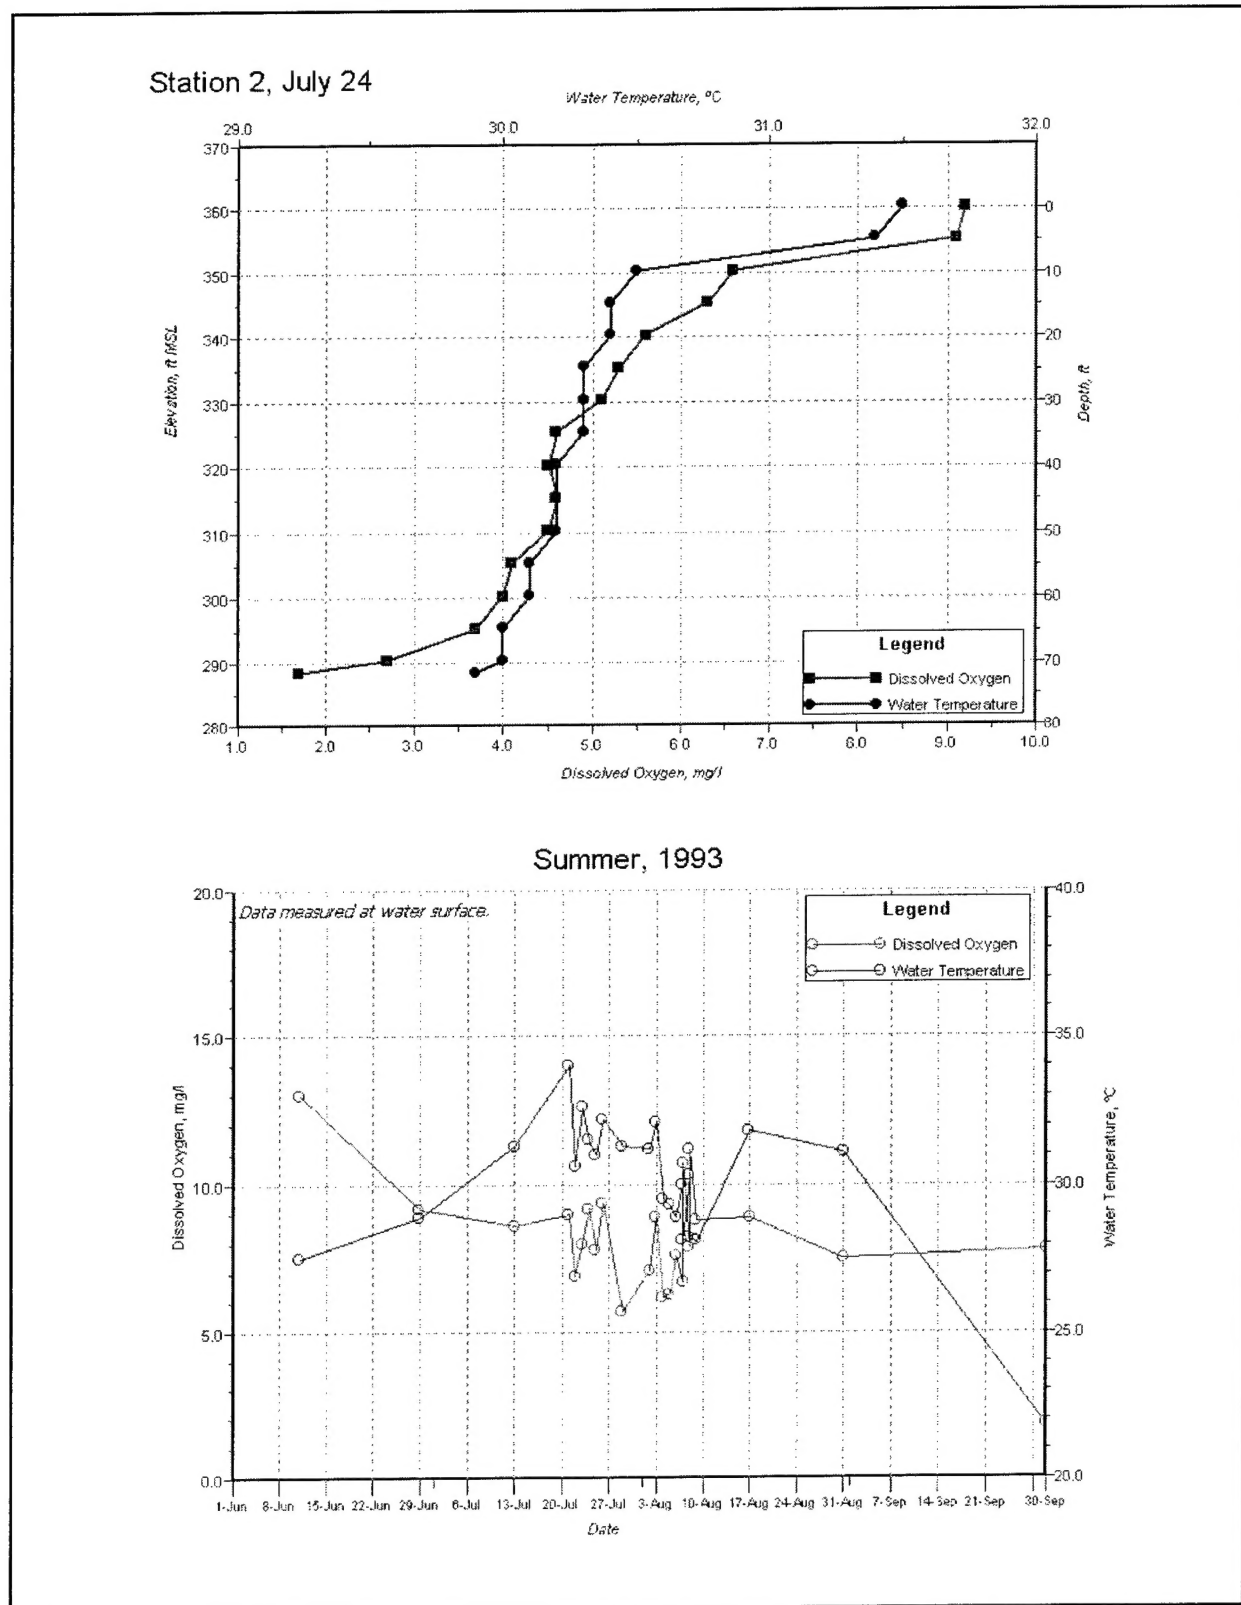 Station 2, July 24
Water Temperature, °C
29.0 30.0 31.0 32.0
370
360 0
350 10
340 20
330 30
320 40
310 50
300 60
290 70
280 80
Elevation, ft MSL
Depth, ft
Legend
Dissolved Oxygen
Water Temperature
1.0 2.0 3.0 4.0 5.0 6.0 7.0 8.0 9.0 10.0
Dissolved Oxygen, mg/l
Summer, 1993
20.0 40.0
Data measured at water surface.
Legend
Dissolved Oxygen
Water Temperature
15.0 35.0
10.0 30.0
5.0 25.0
0.0 20.0
Dissolved Oxygen, mg/l
Water Temperature, °C
1-Jun 8-Jun 15-Jun 22-Jun 29-Jun 6-Jul 13-Jul 20-Jul 27-Jul 3-Aug 10-Aug 17-Aug 24-Aug 31-Aug 7-Sep 14-Sep 21-Sep 30-Sep
Date